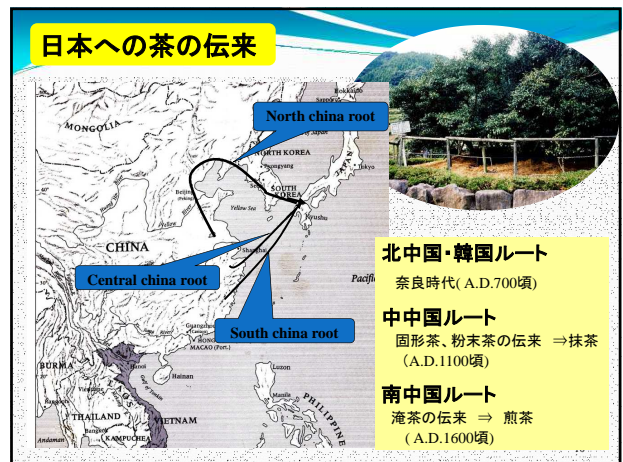 日本への茶の伝来
North china root
Central china root
South china root
Hokkaido
MONGOLIA
NORTH KOREA
SOUTH
KOREA
JAPAN
Tokyo
Beijing
Yellow Sea
Kyushu
CHINA
Shanghai
Pacific
Guangzhou
MACAO (Port.)
Hainan
Hanoi
BURMA
LAOS
THAILAND
Bangkok
VIETNAM
KAMPUCHEA
Andaman
Luzon
Manila
PHILIPPINE
北中国・韓国ルート
奈良時代( A.D.700頃)
中中国ルート
固形茶、粉末茶の伝来 ⇒抹茶
(A.D.1100頃)
南中国ルート
淹茶の伝来 ⇒ 煎茶
( A.D.1600頃)